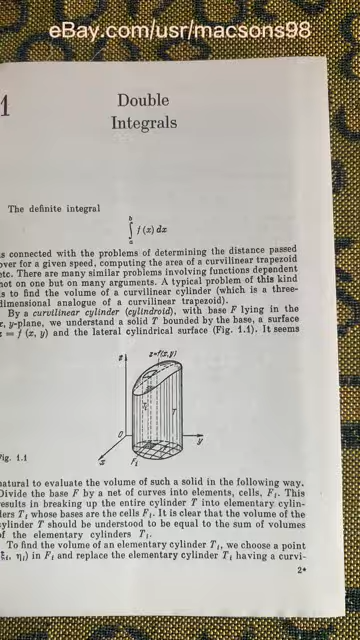 eBay.com/usr/macsons98
1
Double
Integrals
The definite integral
b
∫ f (x) dx
a
is connected with the problems of determining the distance passed
over for a given speed, computing the area of a curvilinear trapezoid
etc. There are many similar problems involving functions dependent
not on one but on many arguments. A typical problem of this kind
is to find the volume of a curvilinear cylinder (which is a three-
dimensional analogue of a curvilinear trapezoid).
By a curvilinear cylinder (cylindroid), with base F lying in the
x, y-plane, we understand a solid T bounded by the base, a surface
z = f (x, y) and the lateral cylindrical surface (Fig. 1.1). It seems
z
z=f(x,y)
T
O
y
x
Fi
Fig. 1.1
natural to evaluate the volume of such a solid in the following way.
Divide the base F by a net of curves into elements, cells, Fi. This
results in breaking up the entire cylinder T into elementary cylin-
ders Ti whose bases are the cells Fi. It is clear that the volume of the
cylinder T should be understood to be equal to the sum of volumes
of the elementary cylinders Ti.
To find the volume of an elementary cylinder Ti, we choose a point
(ξi, ηi) in Fi and replace the elementary cylinder Ti having a curvi-
2*